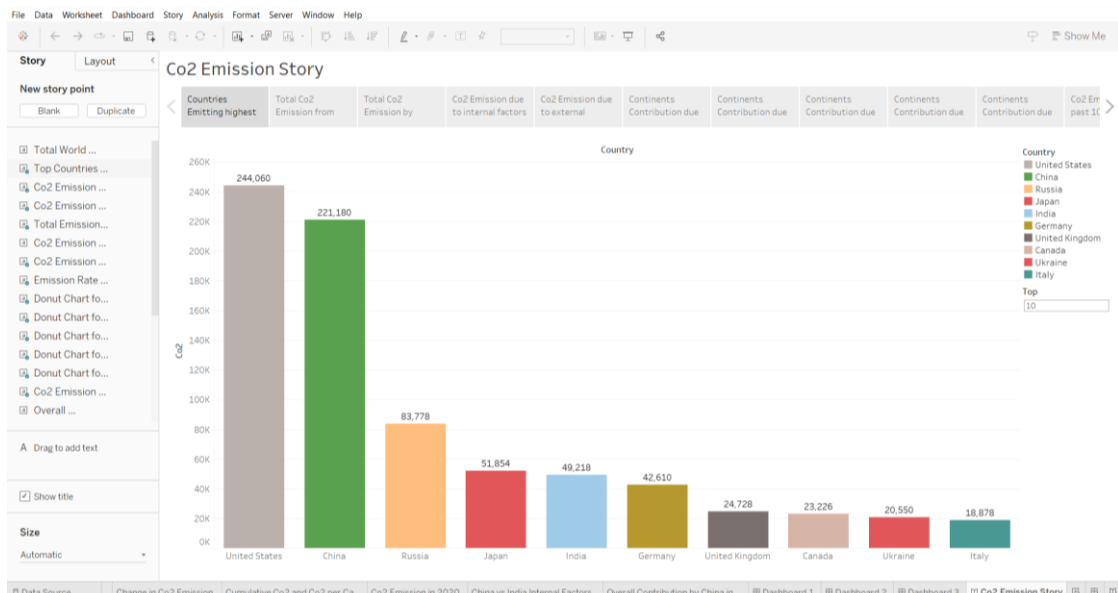 File Data Worksheet Dashboard Story Analysis Format Server Window Help
Show Me
Story Layout
New story point
Blank Duplicate
Total World ...
Top Countries ...
Co2 Emission ...
Co2 Emission ...
Total Emission...
Co2 Emission ...
Co2 Emission ...
Emission Rate ...
Donut Chart fo...
Donut Chart fo...
Donut Chart fo...
Donut Chart fo...
Donut Chart fo...
Co2 Emission ...
Overall ...
A Drag to add text
Show title
Size
Automatic
Co2 Emission Story
Countries
Emitting highest
Total Co2
Emission from
Total Co2
Emission by
Co2 Emission due
to internal factors
Co2 Emission due
to external
Continents
Contribution due
Continents
Contribution due
Continents
Contribution due
Continents
Contribution due
Continents
Contribution due
Co2 Em
past 10
Country
260K
240K
220K
200K
180K
160K
140K
120K
100K
80K
60K
40K
20K
0K
Co2
244,060
221,180
83,778
51,854
49,218
42,610
24,728
23,226
20,550
18,878
United States China Russia Japan India Germany United Kingdom Canada Ukraine Italy
Country
United States
China
Russia
Japan
India
Germany
United Kingdom
Canada
Ukraine
Italy
Top
10
Data Source Change in Co2 Emission Cumulative Co2 and Co2 per Ca... Co2 Emission in 2020 China vs India Internal Factors Overall Contribution by China in ... Dashboard 1 Dashboard 2 Dashboard 3 Co2 Emission Story